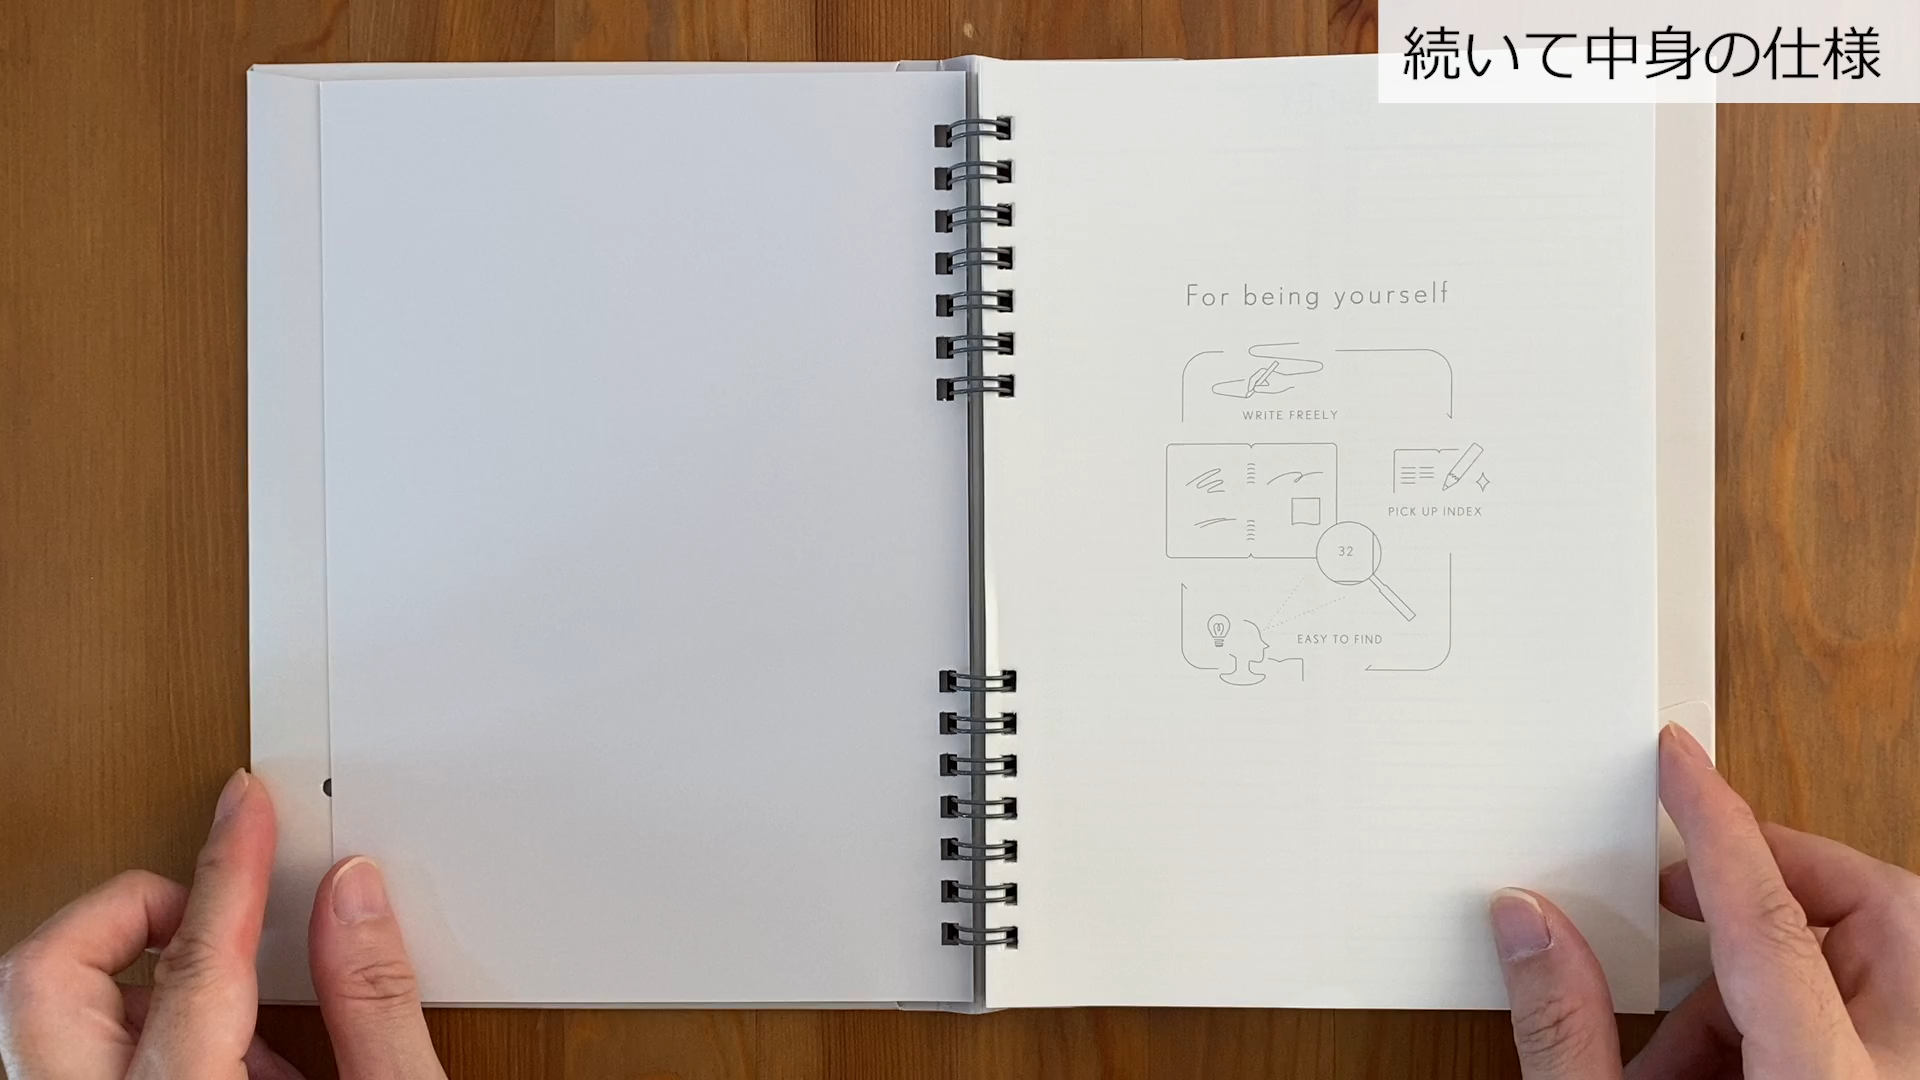 続いて中身の仕様
For being yourself
WRITE FREELY
PICK UP INDEX
32
EASY TO FIND